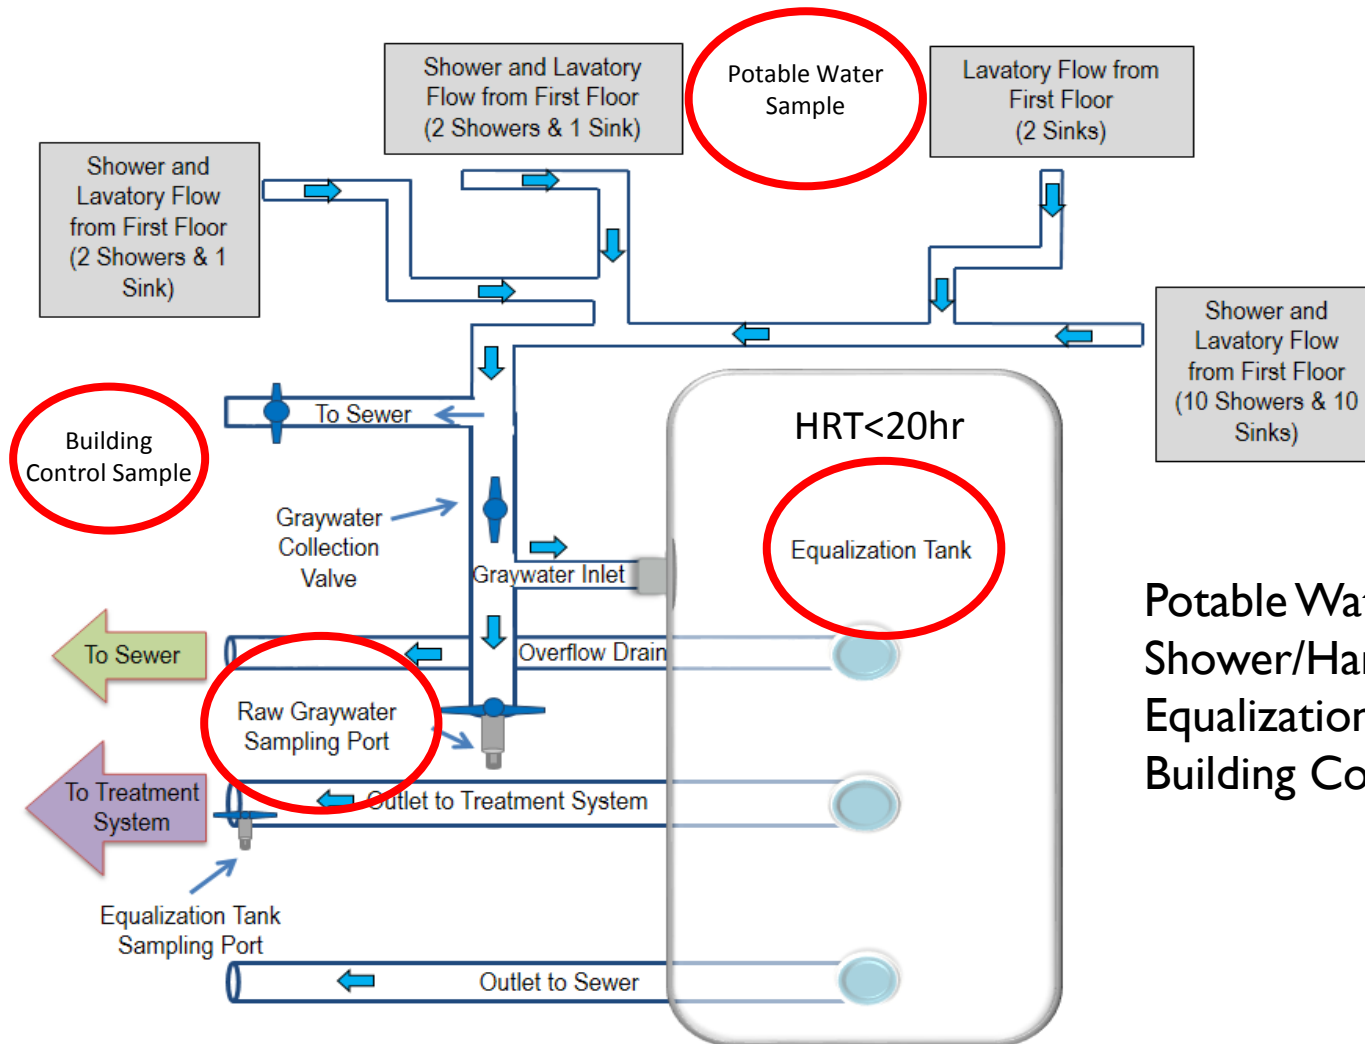 Shower and Lavatory
Flow from First Floor
(2 Showers & 1 Sink)
Potable Water
Sample
Lavatory Flow from
First Floor
(2 Sinks)
Shower and
Lavatory Flow
from First Floor
(2 Showers & 1
Sink)
Shower and
Lavatory Flow
from First Floor
(10 Showers & 10
Sinks)
To Sewer
Building
Control Sample
HRT<20hr
Graywater
Collection
Valve
Equalization Tank
Graywater Inlet
To Sewer
Overflow Drain
Raw Graywater
Sampling Port
To Treatment
System
Outlet to Treatment System
Equalization Tank
Sampling Port
Outlet to Sewer
Potable
Shower/
Equalization
Building